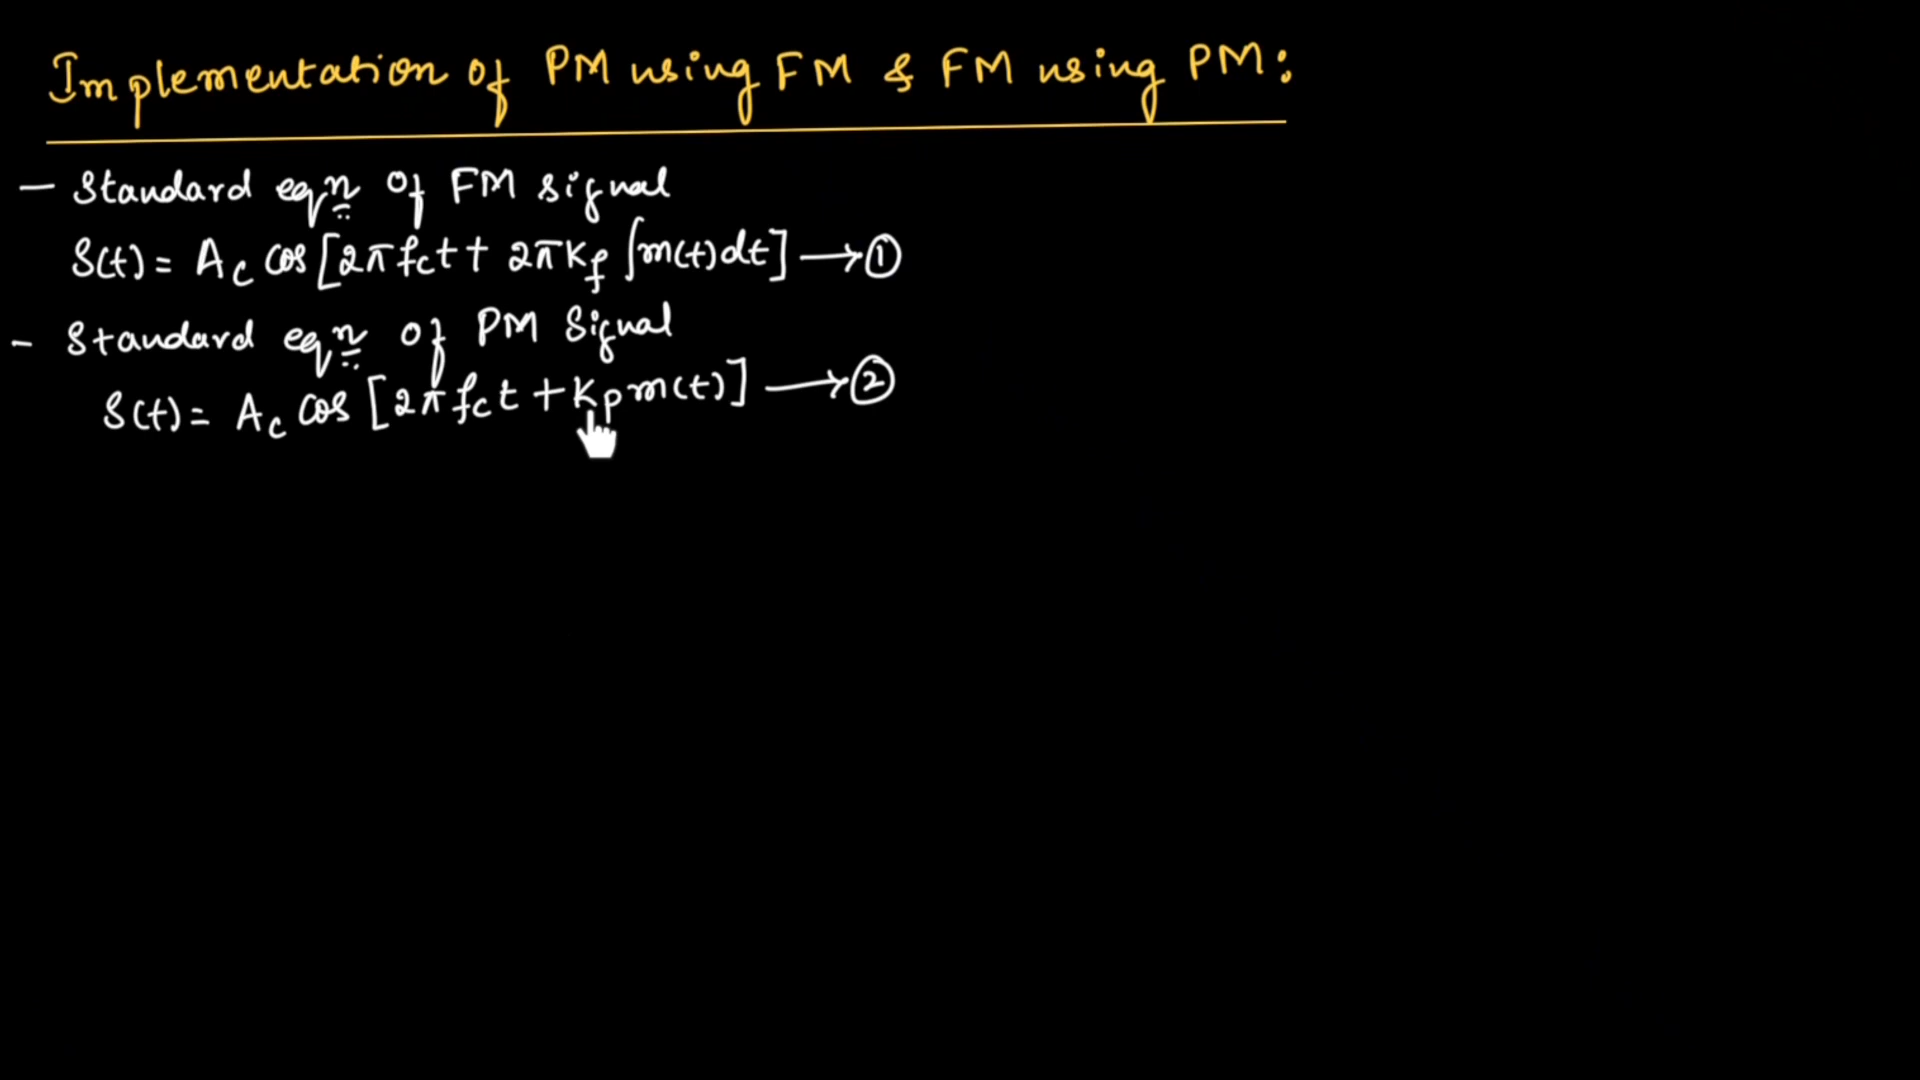 Implementation of PM using FM & FM using PM:
- Standard eqn of FM signal
S(t) = Ac cos [2πfct + 2πKf ∫m(t)dt] → ①
- Standard eqn of PM Signal
S(t) = Ac cos [2πfct + Kp m(t)] → ②